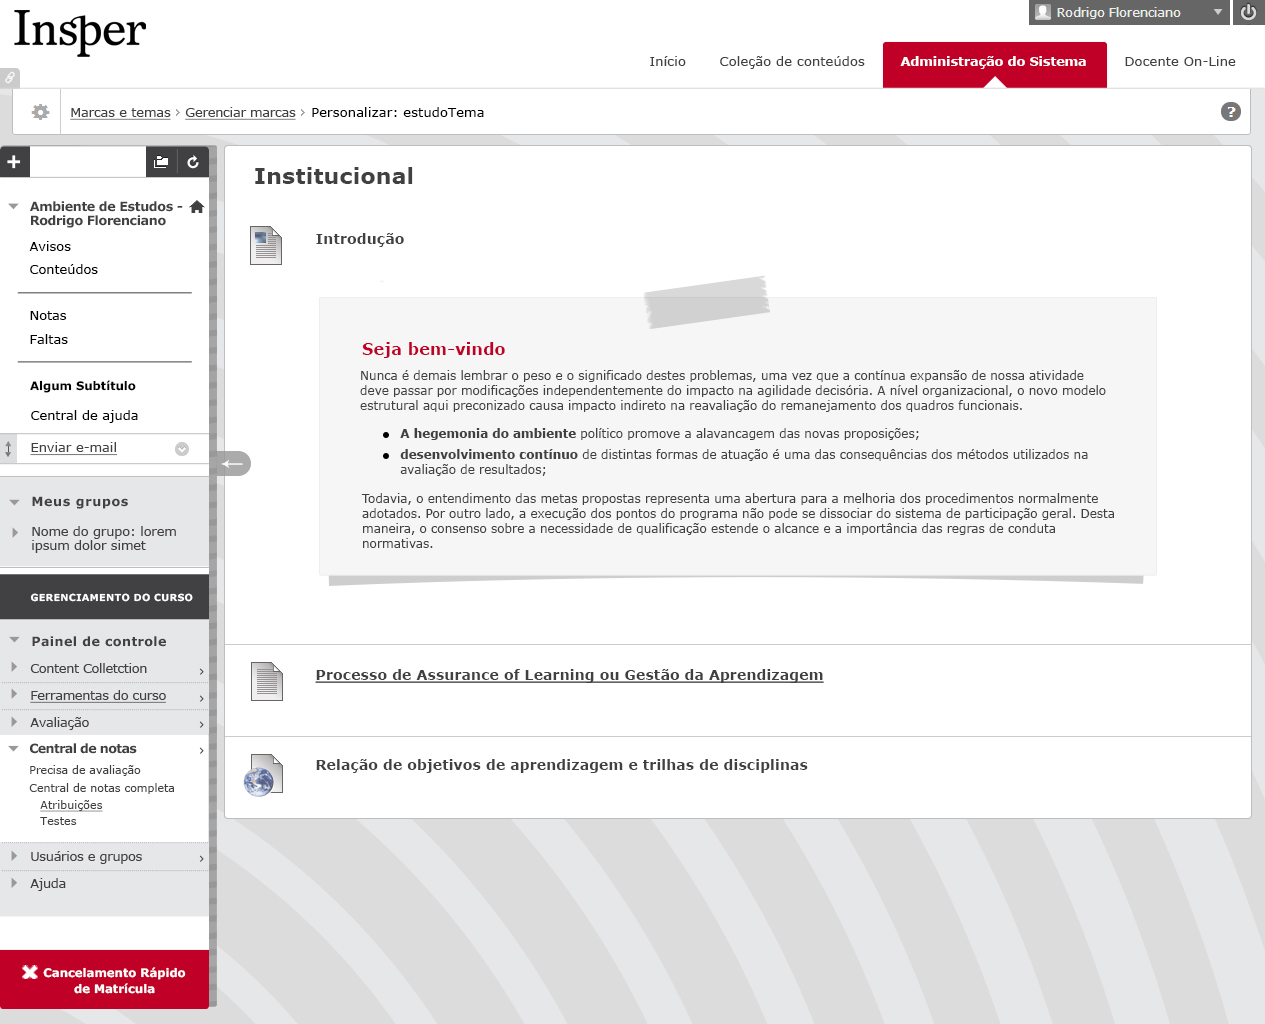 Insper
Rodrigo Florenciano
Início
Coleção de conteúdos
Administração do Sistema
Docente On-Line
Marcas e temas › Gerenciar marcas › Personalizar: estudoTema
?
Ambiente de Estudos -
Rodrigo Florenciano
Avisos
Conteúdos
Notas
Faltas
Algum Subtítulo
Central de ajuda
Enviar e-mail
Meus grupos
Nome do grupo: lorem
ipsum dolor simet
GERENCIAMENTO DO CURSO
Painel de controle
Content Colletction
Ferramentas do curso
Avaliação
Central de notas
Precisa de avaliação
Central de notas completa
Atribuições
Testes
Usuários e grupos
Ajuda
Cancelamento Rápido
de Matrícula
Institucional
Introdução
Seja bem-vindo
Nunca é demais lembrar o peso e o significado destes problemas, uma vez que a contínua expansão de nossa atividade
deve passar por modificações independentemente do impacto na agilidade decisória. A nível organizacional, o novo modelo
estrutural aqui preconizado causa impacto indireto na reavaliação do remanejamento dos quadros funcionais.
A hegemonia do ambiente político promove a alavancagem das novas proposições;
desenvolvimento contínuo de distintas formas de atuação é uma das consequências dos métodos utilizados na
avaliação de resultados;
Todavia, o entendimento das metas propostas representa uma abertura para a melhoria dos procedimentos normalmente
adotados. Por outro lado, a execução dos pontos do programa não pode se dissociar do sistema de participação geral. Desta
maneira, o consenso sobre a necessidade de qualificação estende o alcance e a importância das regras de conduta
normativas.
Processo de Assurance of Learning ou Gestão da Aprendizagem
Relação de objetivos de aprendizagem e trilhas de disciplinas